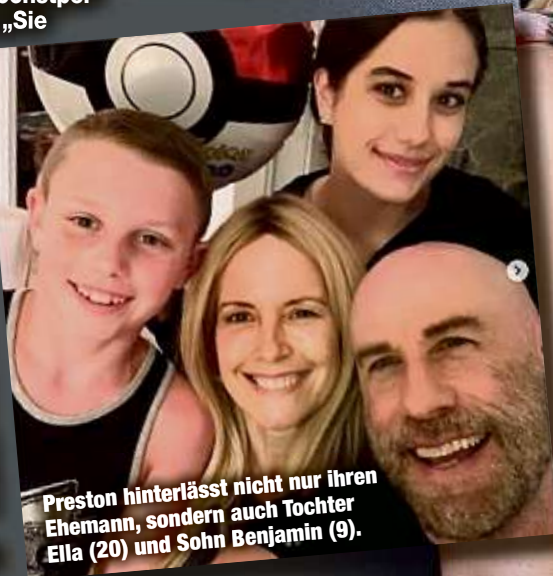 „Sie
Preston hinterlässt nicht nur ihren
Ehemann, sondern auch Tochter
Ella (20) und Sohn Benjamin (9).